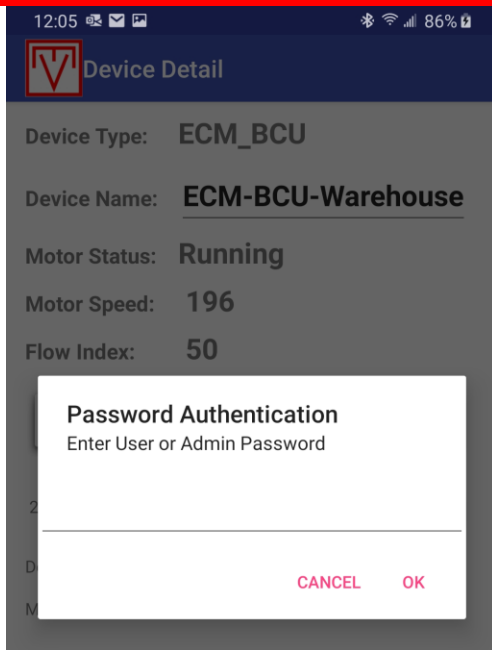 12:05 86%
Device Detail
Device Type: ECM_BCU
Device Name: ECM-BCU-Warehouse
Motor Status: Running
Motor Speed: 196
Flow Index: 50
Password Authentication
Enter User or Admin Password
2
D
CANCEL OK
M